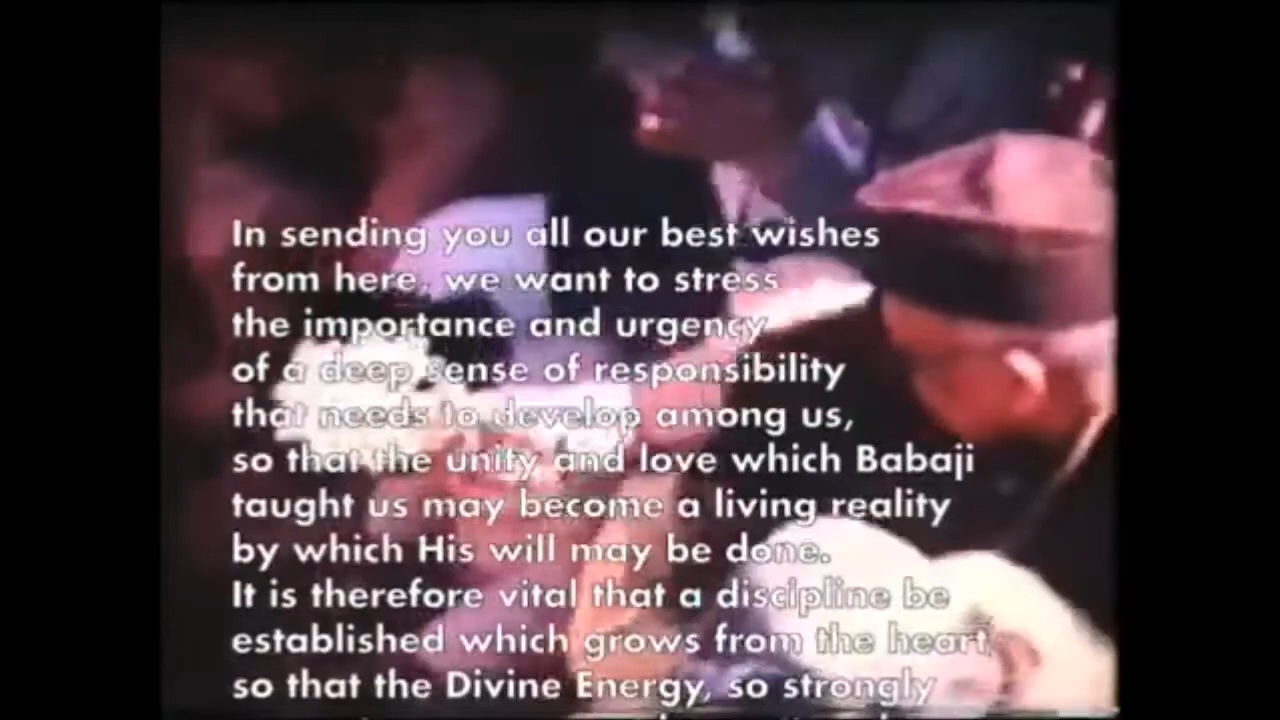 In sending you all our best wishes
from here, we want to stress
the importance and urgency
of a deep sense of responsibility
that needs to develop among us,
so that the unity and love which Babaji
taught us may become a living reality
by which His will may be done.
It is therefore vital that a discipline be
established which grows from the heart,
so that the Divine Energy, so strongly